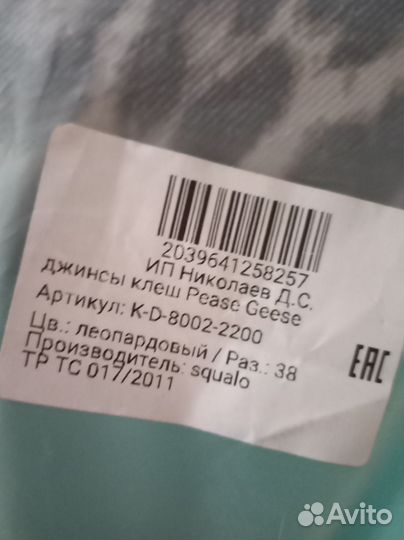 2039641258257
ИП Николаев Д.С.
джинсы клеш Pease Geese
Артикул: K-D-8002-2200
Цв.: леопардовый / Раз.: 38
Производитель: squalo
ТР ТС 017/2011
EAC
Avito